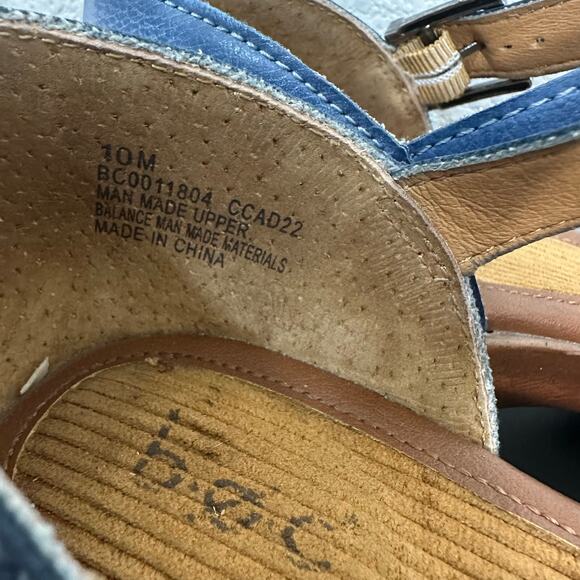 10M
BC0011804 CCAD22
MAN MADE UPPER
BALANCE MAN MADE MATERIALS
MADE IN CHINA
b.ø.c